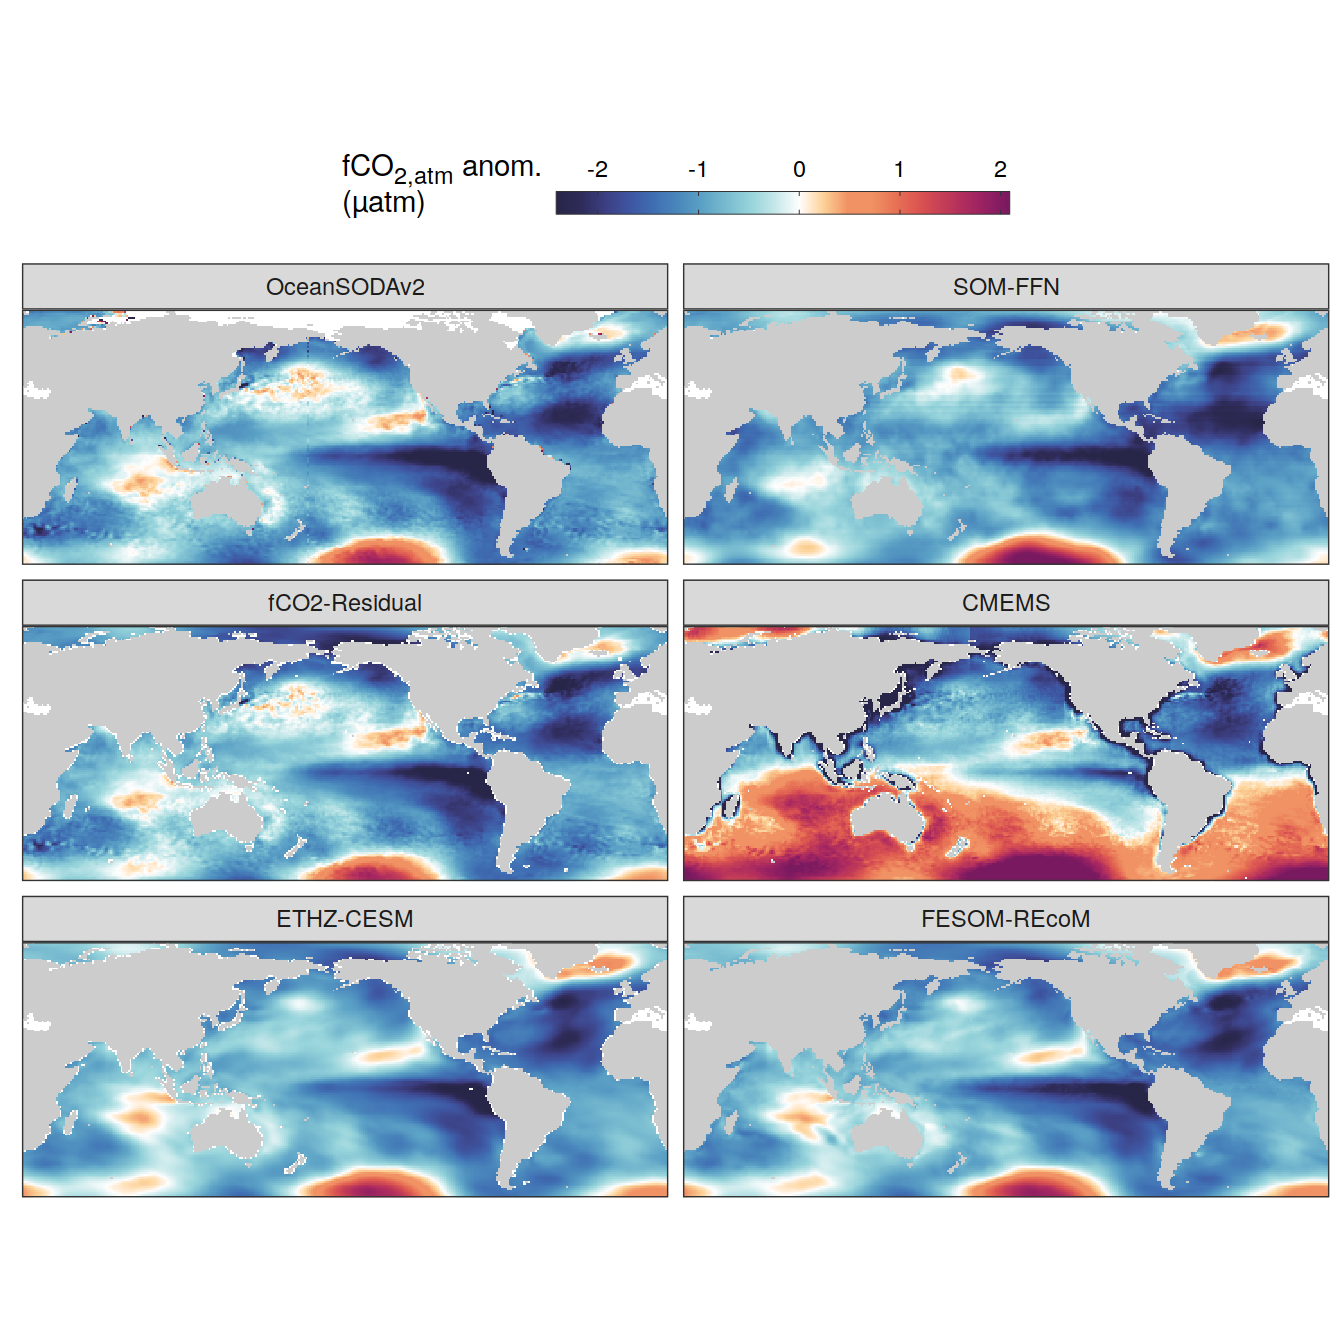 fCO2,atm anom.
(µatm)
-2 -1 0 1 2
OceanSODAv2 SOM-FFN
fCO2-Residual CMEMS
ETHZ-CESM FESOM-REcoM